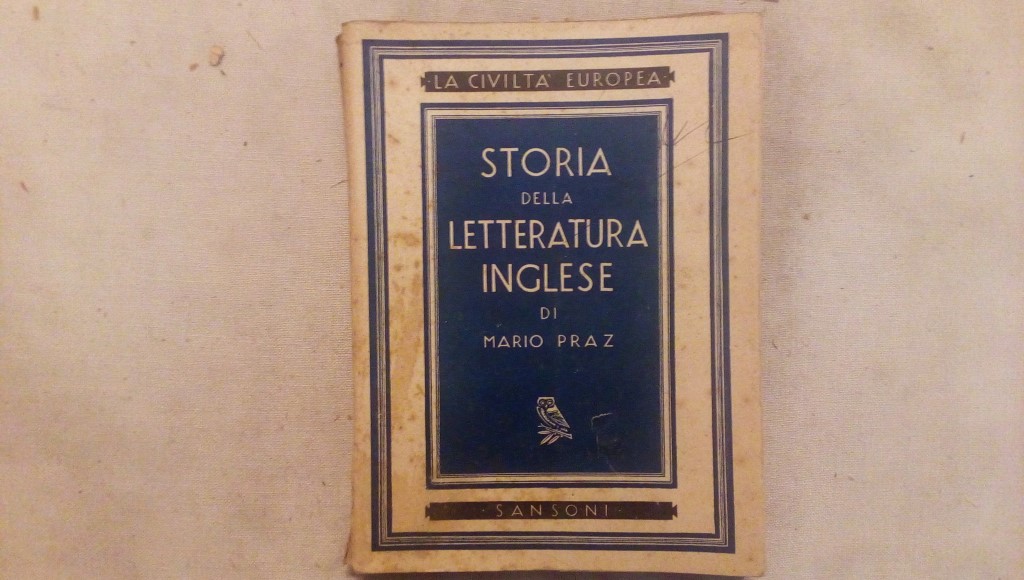 LA CIVILTA' EUROPEA
STORIA
DELLA
LETTERATURA
INGLESE
DI
MARIO PRAZ
SANSONI